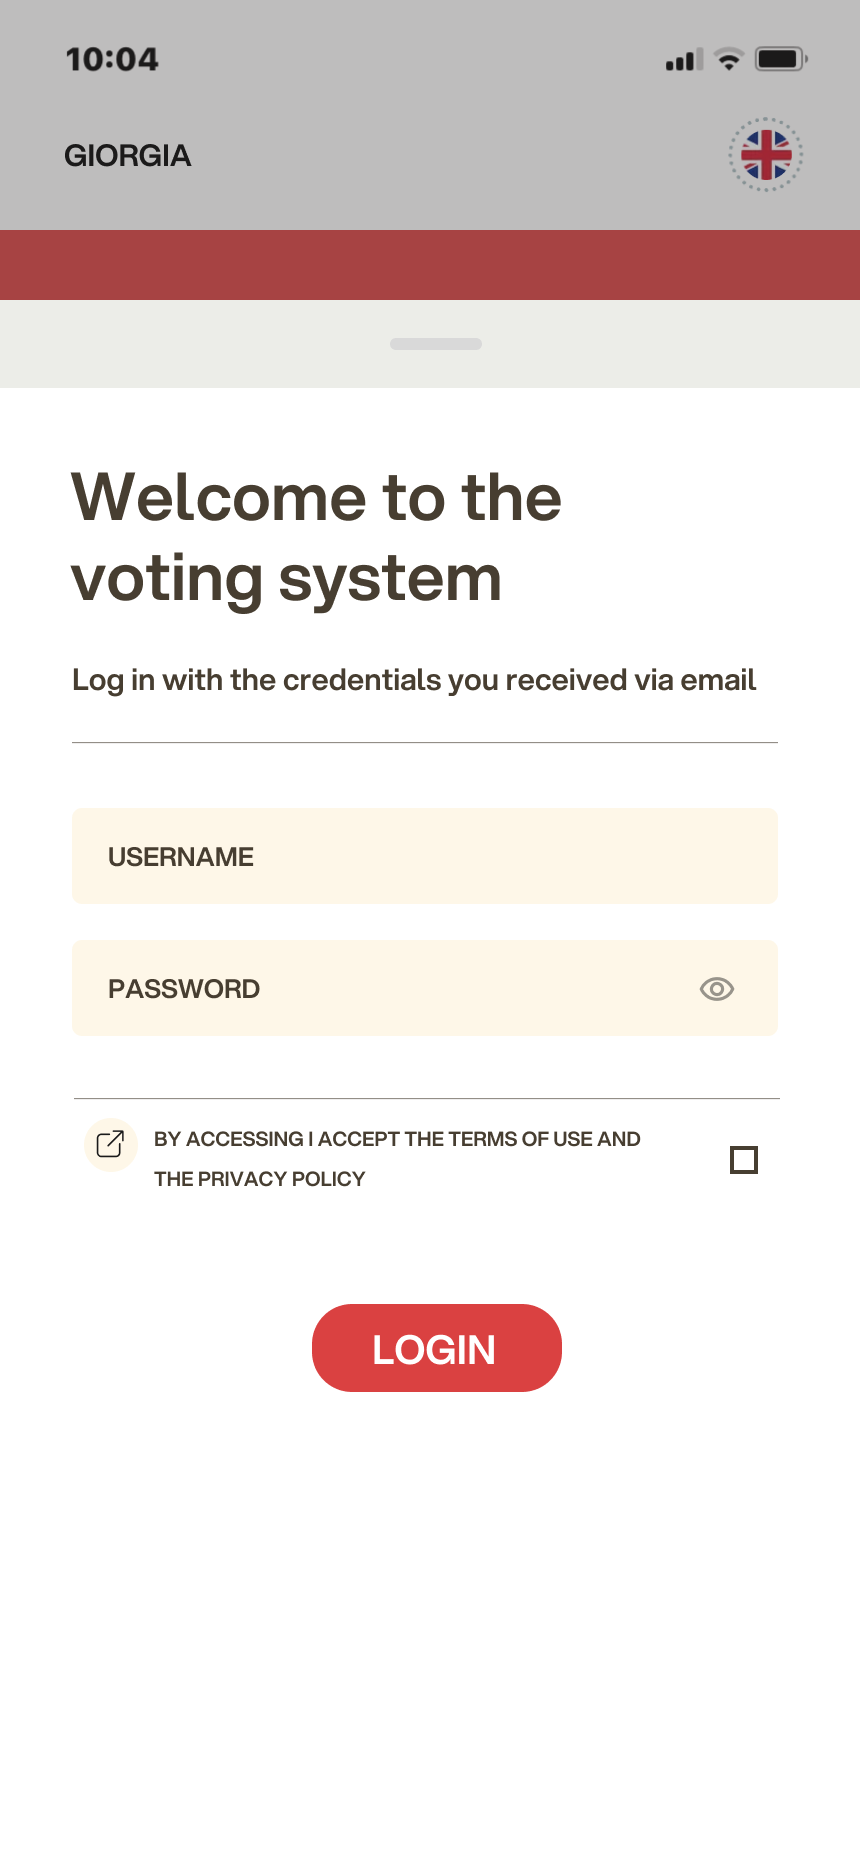 10:04
GIORGIA
Welcome to the
voting system
Log in with the credentials you received via email
USERNAME
PASSWORD
BY ACCESSING I ACCEPT THE TERMS OF USE AND
THE PRIVACY POLICY
LOGIN